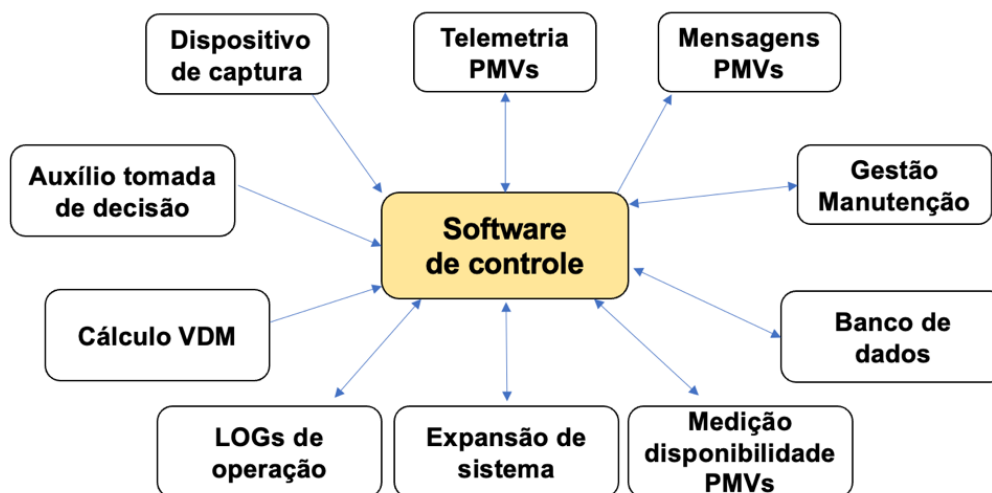 Dispositivo
de captura
Telemetria
PMVs
Mensagens
PMVs
Auxílio tomada
de decisão
Gestão
Manutenção
Software
de controle
Cálculo VDM
Banco de
dados
LOGs de
operação
Expansão de
sistema
Medição
disponibilidade
PMVs